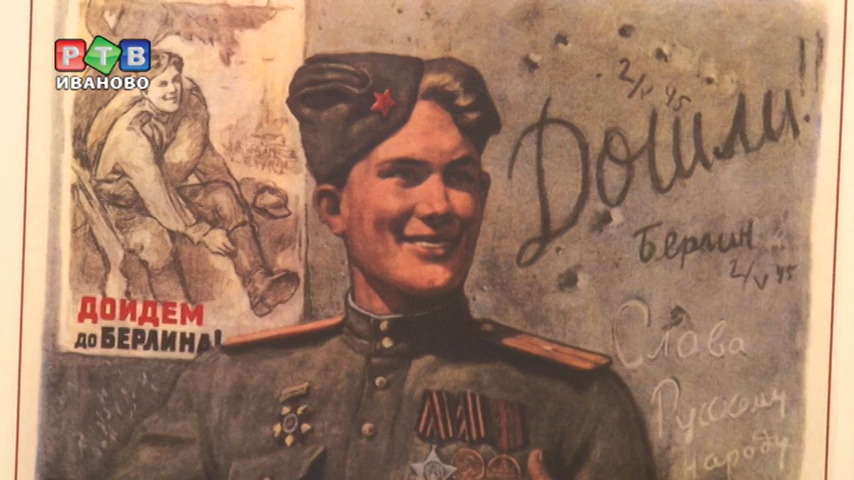 РТВ
ИВАНОВО
ДОЙДЕМ
ДО БЕРЛИНА!
2/V 45
Дошли!!
Берлин
2/V 45
Слава
Русскому
народу